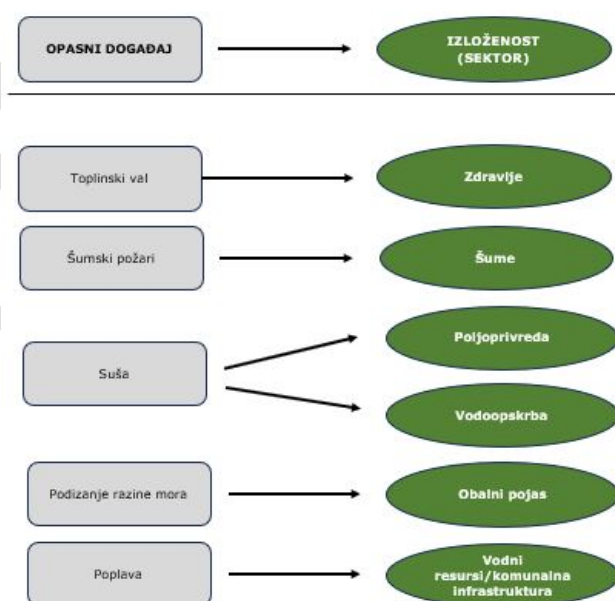 OPASNI DOGAĐAJ
IZLOŽENOST
(SEKTOR)
Toplinski val
Zdravlje
Šumski požari
Šume
Suša
Poljoprivreda
Vodoopskrba
Podizanje razine mora
Obalni pojas
Poplava
Vodni
resursi/komunalna
infrastruktura